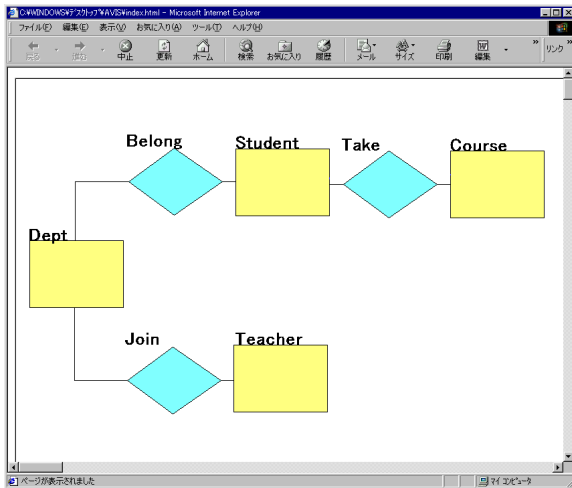 C:¥WINDOWS¥デスクトップ¥AVIS¥index.html - Microsoft Internet Explorer
ファイル(F) 編集(E) 表示(V) お気に入り(A) ツール(T) ヘルプ(H)
戻る 進む 中止 更新 ホーム 検索 お気に入り 履歴 メール サイズ 印刷 編集 » リンク »
Belong Student Take Course
Dept
Join Teacher
ページが表示されました マイ コンピュータ